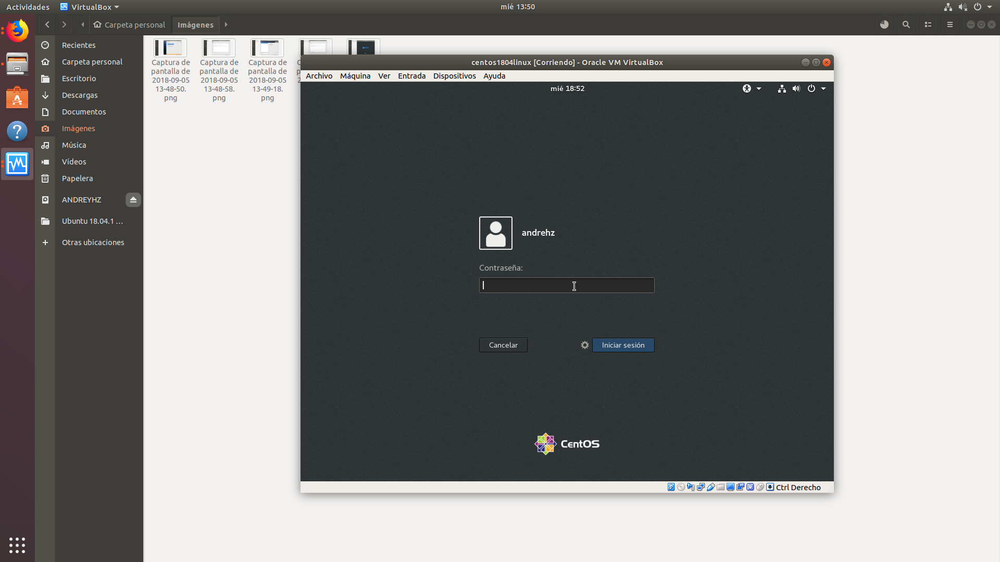 Actividades VirtualBox mié 13:50
Carpeta personal Imágenes
Recientes
Carpeta personal
Escritorio
Descargas
Documentos
Imágenes
Música
Vídeos
Papelera
ANDREYHZ
Ubuntu 18.04.1 ...
Otras ubicaciones
Captura de
pantalla de
2018-09-05
13-48-50.
png
Captura de
pantalla de
2018-09-05
13-48-58.
png
Captura de
pantalla de
2018-09-05
13-49-18.
png
centos1804linux [Corriendo] - Oracle VM VirtualBox
Archivo Máquina Ver Entrada Dispositivos Ayuda
mié 18:52
andrehz
Contraseña:
Cancelar Iniciar sesión
CentOS
Ctrl Derecho